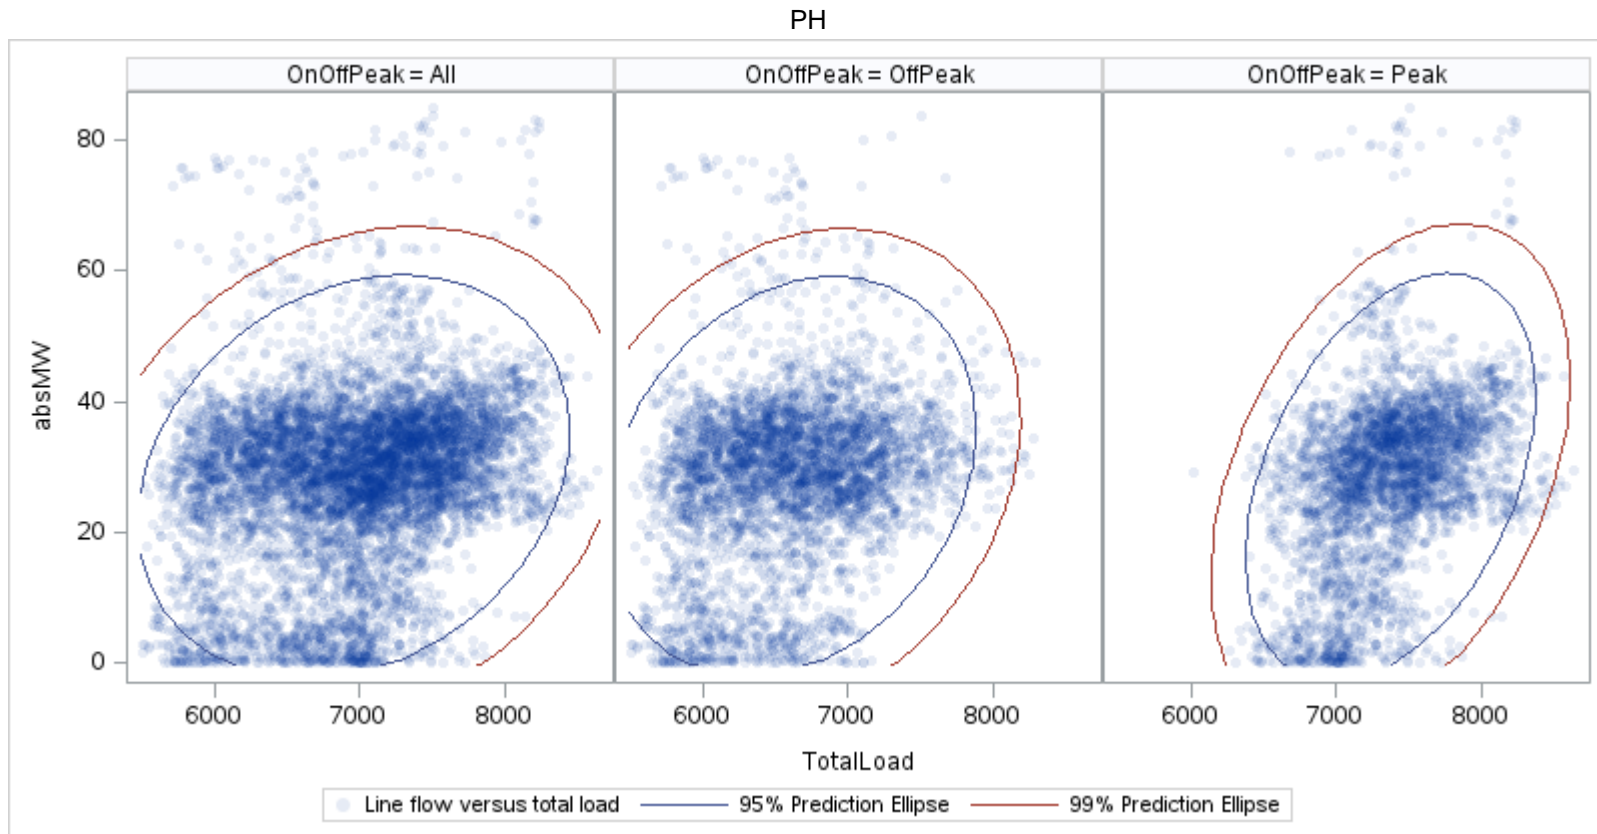 PH
OnOffPeak = All
OnOffPeak = OffPeak
OnOffPeak = Peak
absMW
80
60
40
20
0
6000 7000 8000
6000 7000 8000
6000 7000 8000
TotalLoad
Line flow versus total load
95% Prediction Ellipse
99% Prediction Ellipse